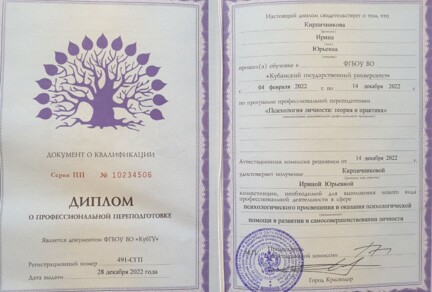 ДОКУМЕНТ О КВАЛИФИКАЦИИ
Серия ПП № 10234506
ДИПЛОМ
О ПРОФЕССИОНАЛЬНОЙ ПЕРЕПОДГОТОВКЕ
Является документом ФГБОУ ВО «КубГУ»
Регистрационный номер 491-СГП
Дата выдачи 28 декабря 2022 года
Настоящий диплом свидетельствует о том, что
Кирпичникова
Ирина
Юрьевна
прошел(а) обучение в ФГБОУ ВО
«Кубанский государственный университет»
с 04 февраля 2022 по 14 декабря 2022
по программе профессиональной переподготовки
«Психология личности: теория и практика»
Аттестационная комиссия решением от 14 декабря 2022
удостоверяет получение Кирпичниковой
Ириной Юрьевной
компетенции, необходимой для выполнения нового вида
профессиональной деятельности в сфере
психологического просвещения и оказания психологической
помощи в развитии и самосовершенствовании личности
Город Краснодар